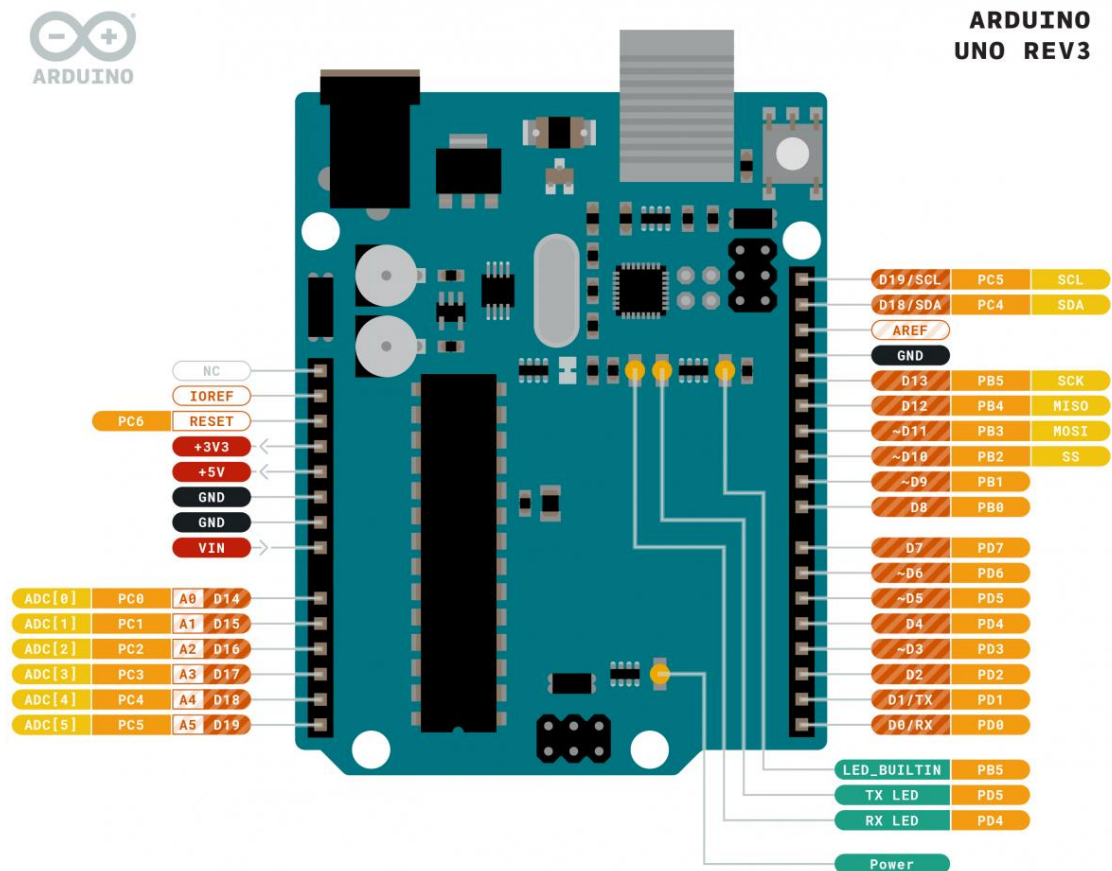 ARDUINO
ARDUINO
UNO REV3
NC
IOREF
PC6 RESET
+3V3
+5V
GND
GND
VIN
ADC[0] PC0 A0 D14
ADC[1] PC1 A1 D15
ADC[2] PC2 A2 D16
ADC[3] PC3 A3 D17
ADC[4] PC4 A4 D18
ADC[5] PC5 A5 D19
D19/SCL PC5 SCL
D18/SDA PC4 SDA
AREF
GND
D13 PB5 SCK
D12 PB4 MISO
~D11 PB3 MOSI
~D10 PB2 SS
~D9 PB1
D8 PB0
D7 PD7
~D6 PD6
~D5 PD5
D4 PD4
~D3 PD3
D2 PD2
D1/TX PD1
D0/RX PD0
LED_BUILTIN PB5
TX LED PD5
RX LED PD4
Power